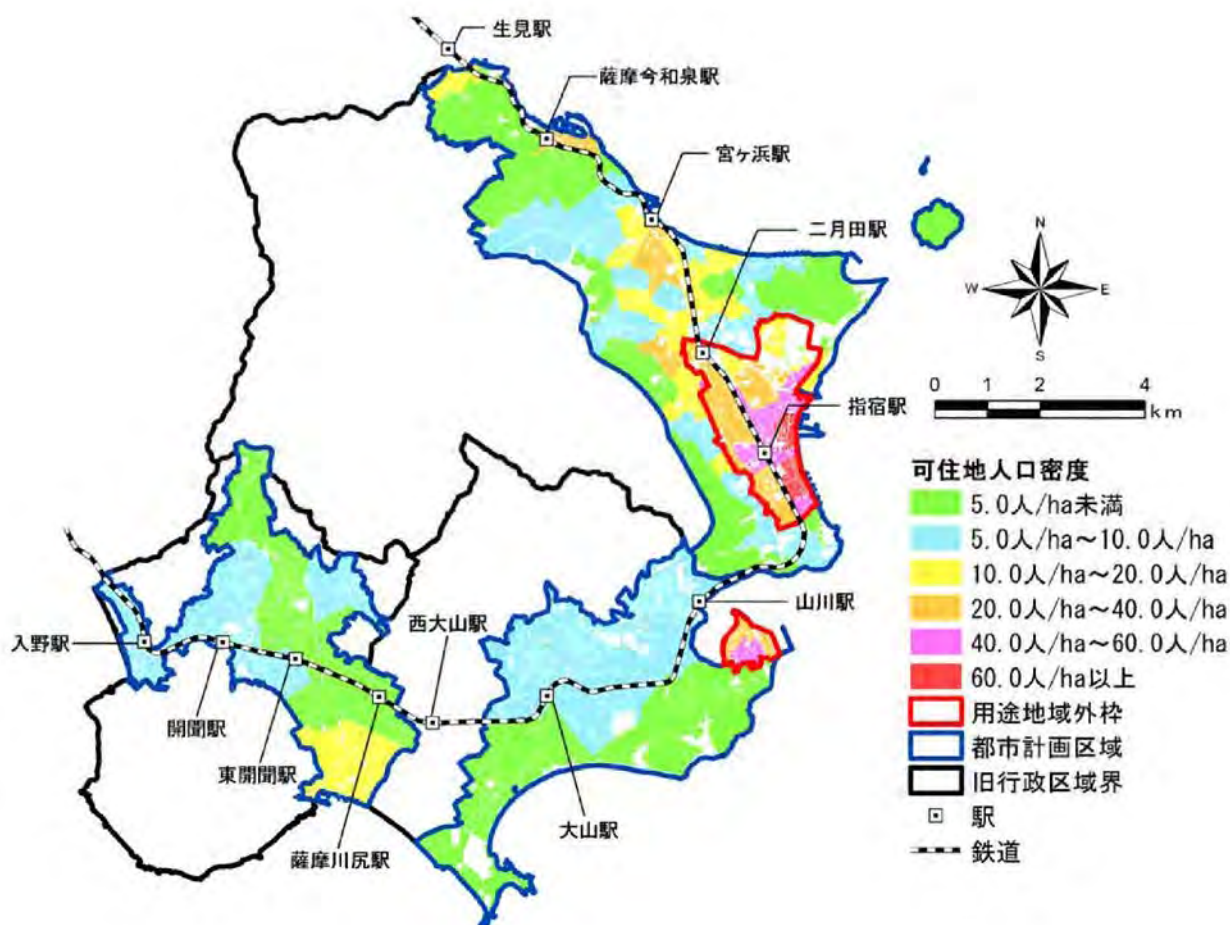 生見駅
薩摩今和泉駅
宮ヶ浜駅
二月田駅
N
W
E
S
0 1 2 4
km
指宿駅
可住地人口密度
5.0人/ha未満
5.0人/ha～10.0人/ha
10.0人/ha～20.0人/ha
20.0人/ha～40.0人/ha
40.0人/ha～60.0人/ha
60.0人/ha以上
用途地域外枠
都市計画区域
旧行政区域界
駅
鉄道
山川駅
西大山駅
入野駅
開聞駅
東開聞駅
薩摩川尻駅
大山駅